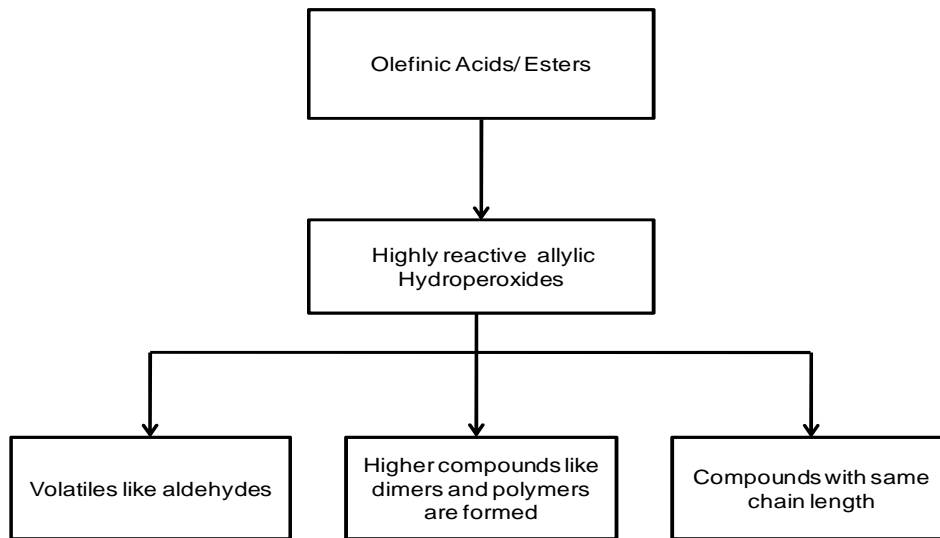 Olefinic Acids/ Esters
Highly reactive allylic
Hydroperoxides
Volatiles like aldehydes
Higher compounds like
dimers and polymers
are formed
Compounds with same
chain length